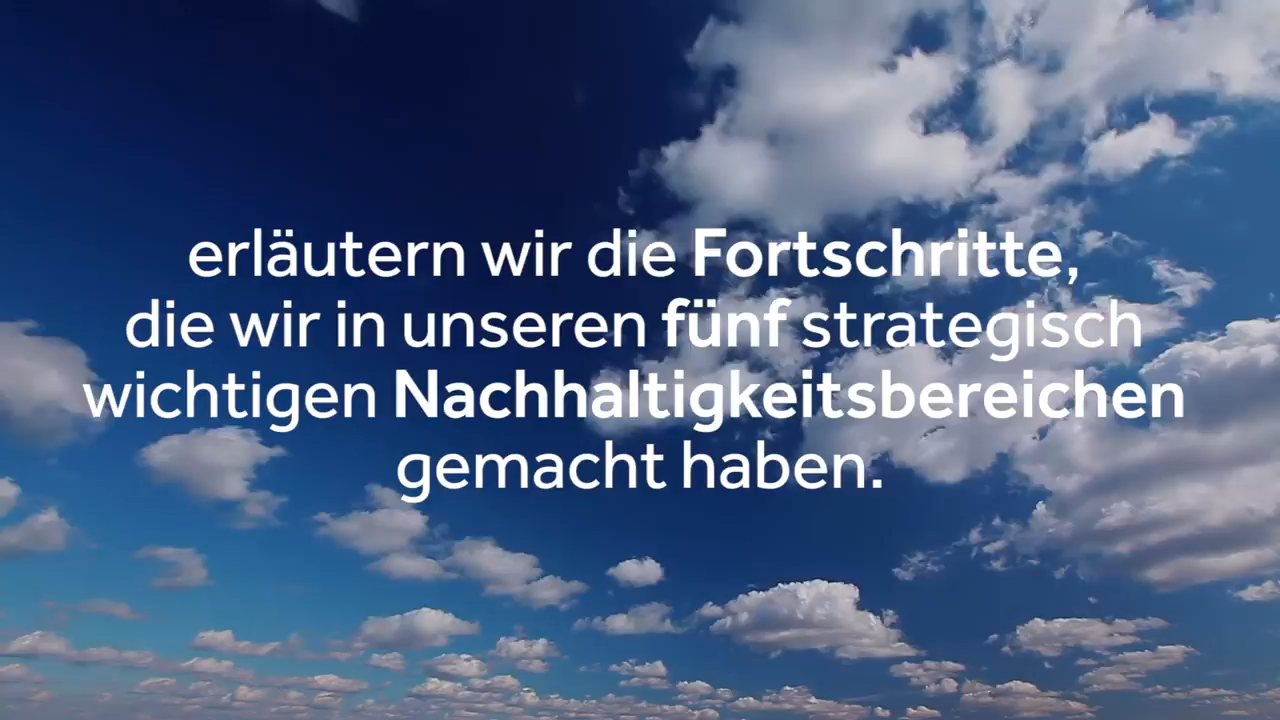 erläutern wir die Fortschritte,
die wir in unseren fünf strategisch
wichtigen Nachhaltigkeitsbereichen
gemacht haben.